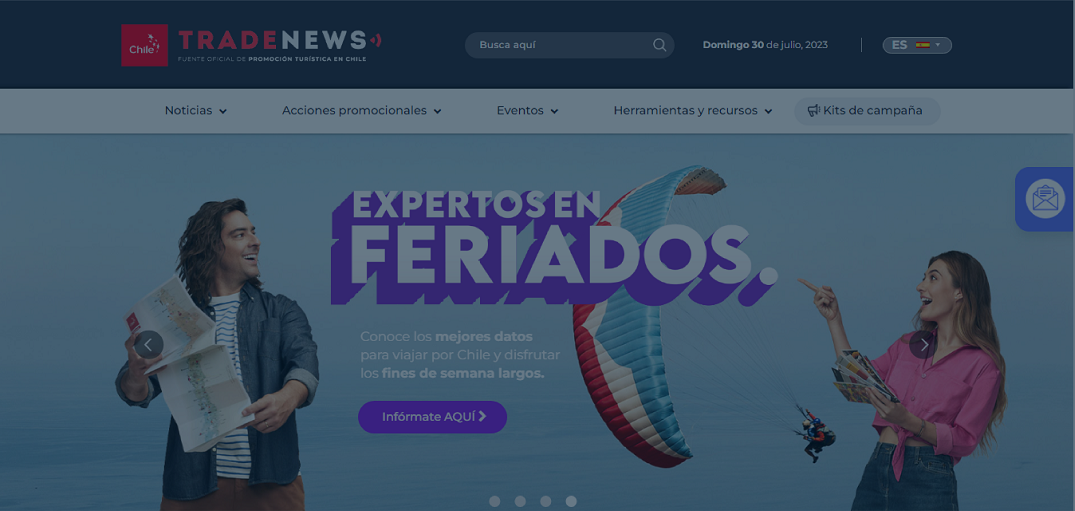 Chile
TRADENEWS
FUENTE OFICIAL DE PROMOCIÓN TURÍSTICA EN CHILE
Busca aquí
Domingo 30 de julio, 2023
ES
Noticias
Acciones promocionales
Eventos
Herramientas y recursos
Kits de campaña
EXPERTOS EN
FERIADOS.
Conoce los mejores datos
para viajar por Chile y disfrutar
los fines de semana largos.
Infórmate AQUÍ